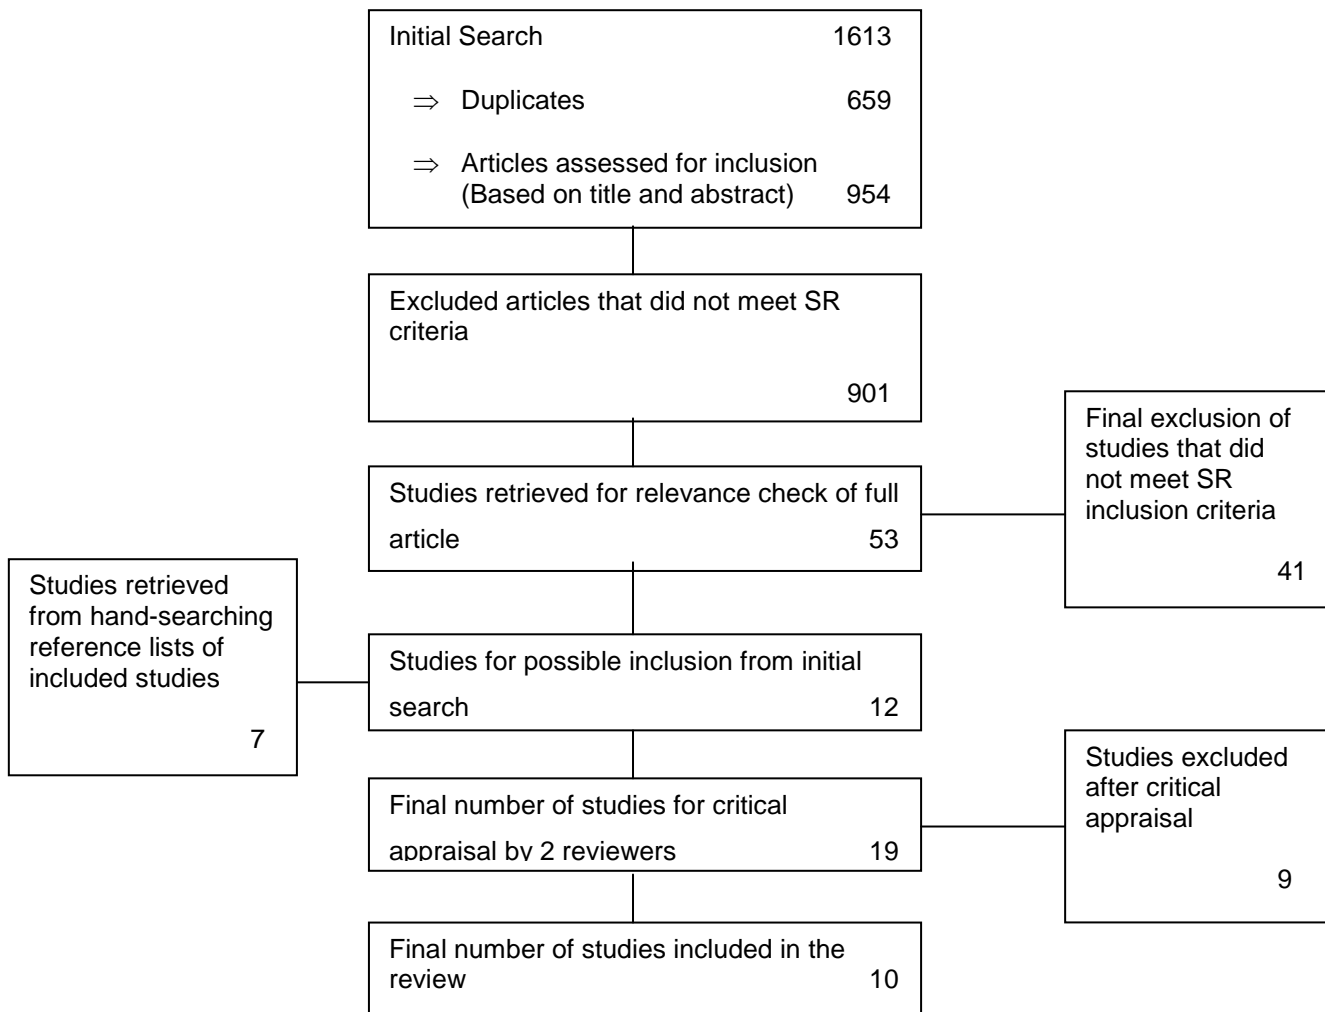 Initial Search 1613
⇒ Duplicates 659
⇒ Articles assessed for inclusion
(Based on title and abstract) 954
Excluded articles that did not meet SR
criteria
901
Final exclusion of
studies that did
not meet SR
inclusion criteria
41
Studies retrieved for relevance check of full
article 53
Studies retrieved
from hand-searching
reference lists of
included studies
7
Studies for possible inclusion from initial
search 12
Studies excluded
after critical
appraisal
9
Final number of studies for critical
appraisal by 2 reviewers 19
Final number of studies included in the
review 10